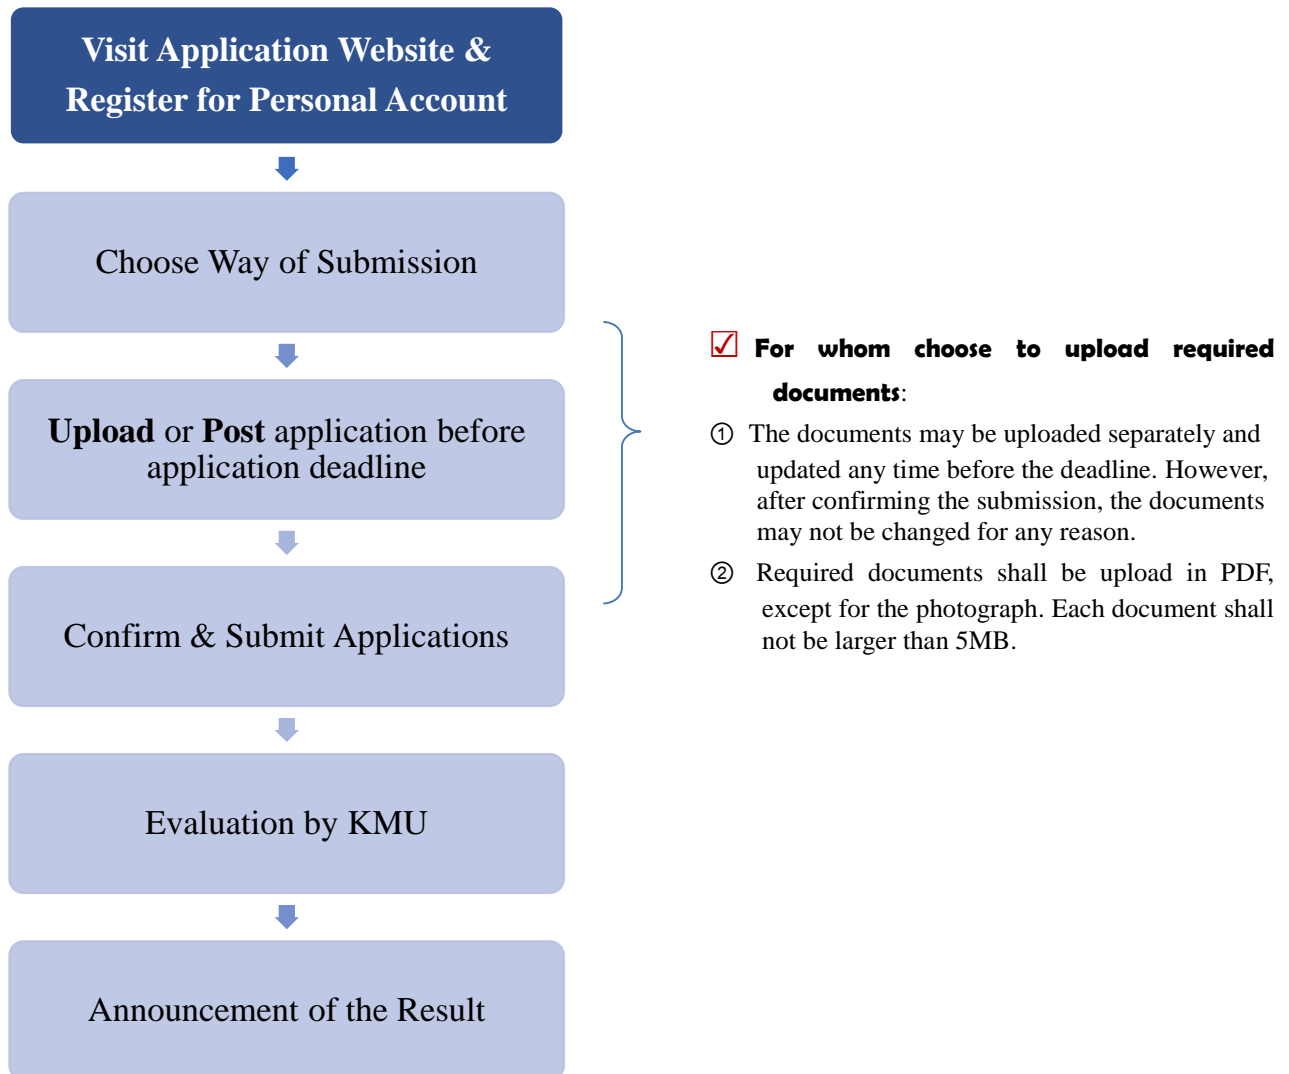 Visit Application Website &
Register for Personal Account
Choose Way of Submission
Upload or Post application before
application deadline
Confirm & Submit Applications
Evaluation by KMU
Announcement of the Result
☑ For whom choose to upload required
documents:
① The documents may be uploaded separately and
updated any time before the deadline. However,
after confirming the submission, the documents
may not be changed for any reason.
② Required documents shall be upload in PDF,
except for the photograph. Each document shall
not be larger than 5MB.